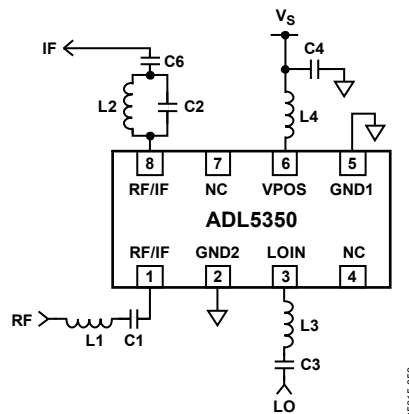 VS
IF
C6
C4
L2
C2
L4
8
7
6
5
RF/IF
NC
VPOS
GND1
ADL5350
RF/IF
GND2
LOIN
NC
1
2
3
4
RF
L1
C1
L3
C3
LO